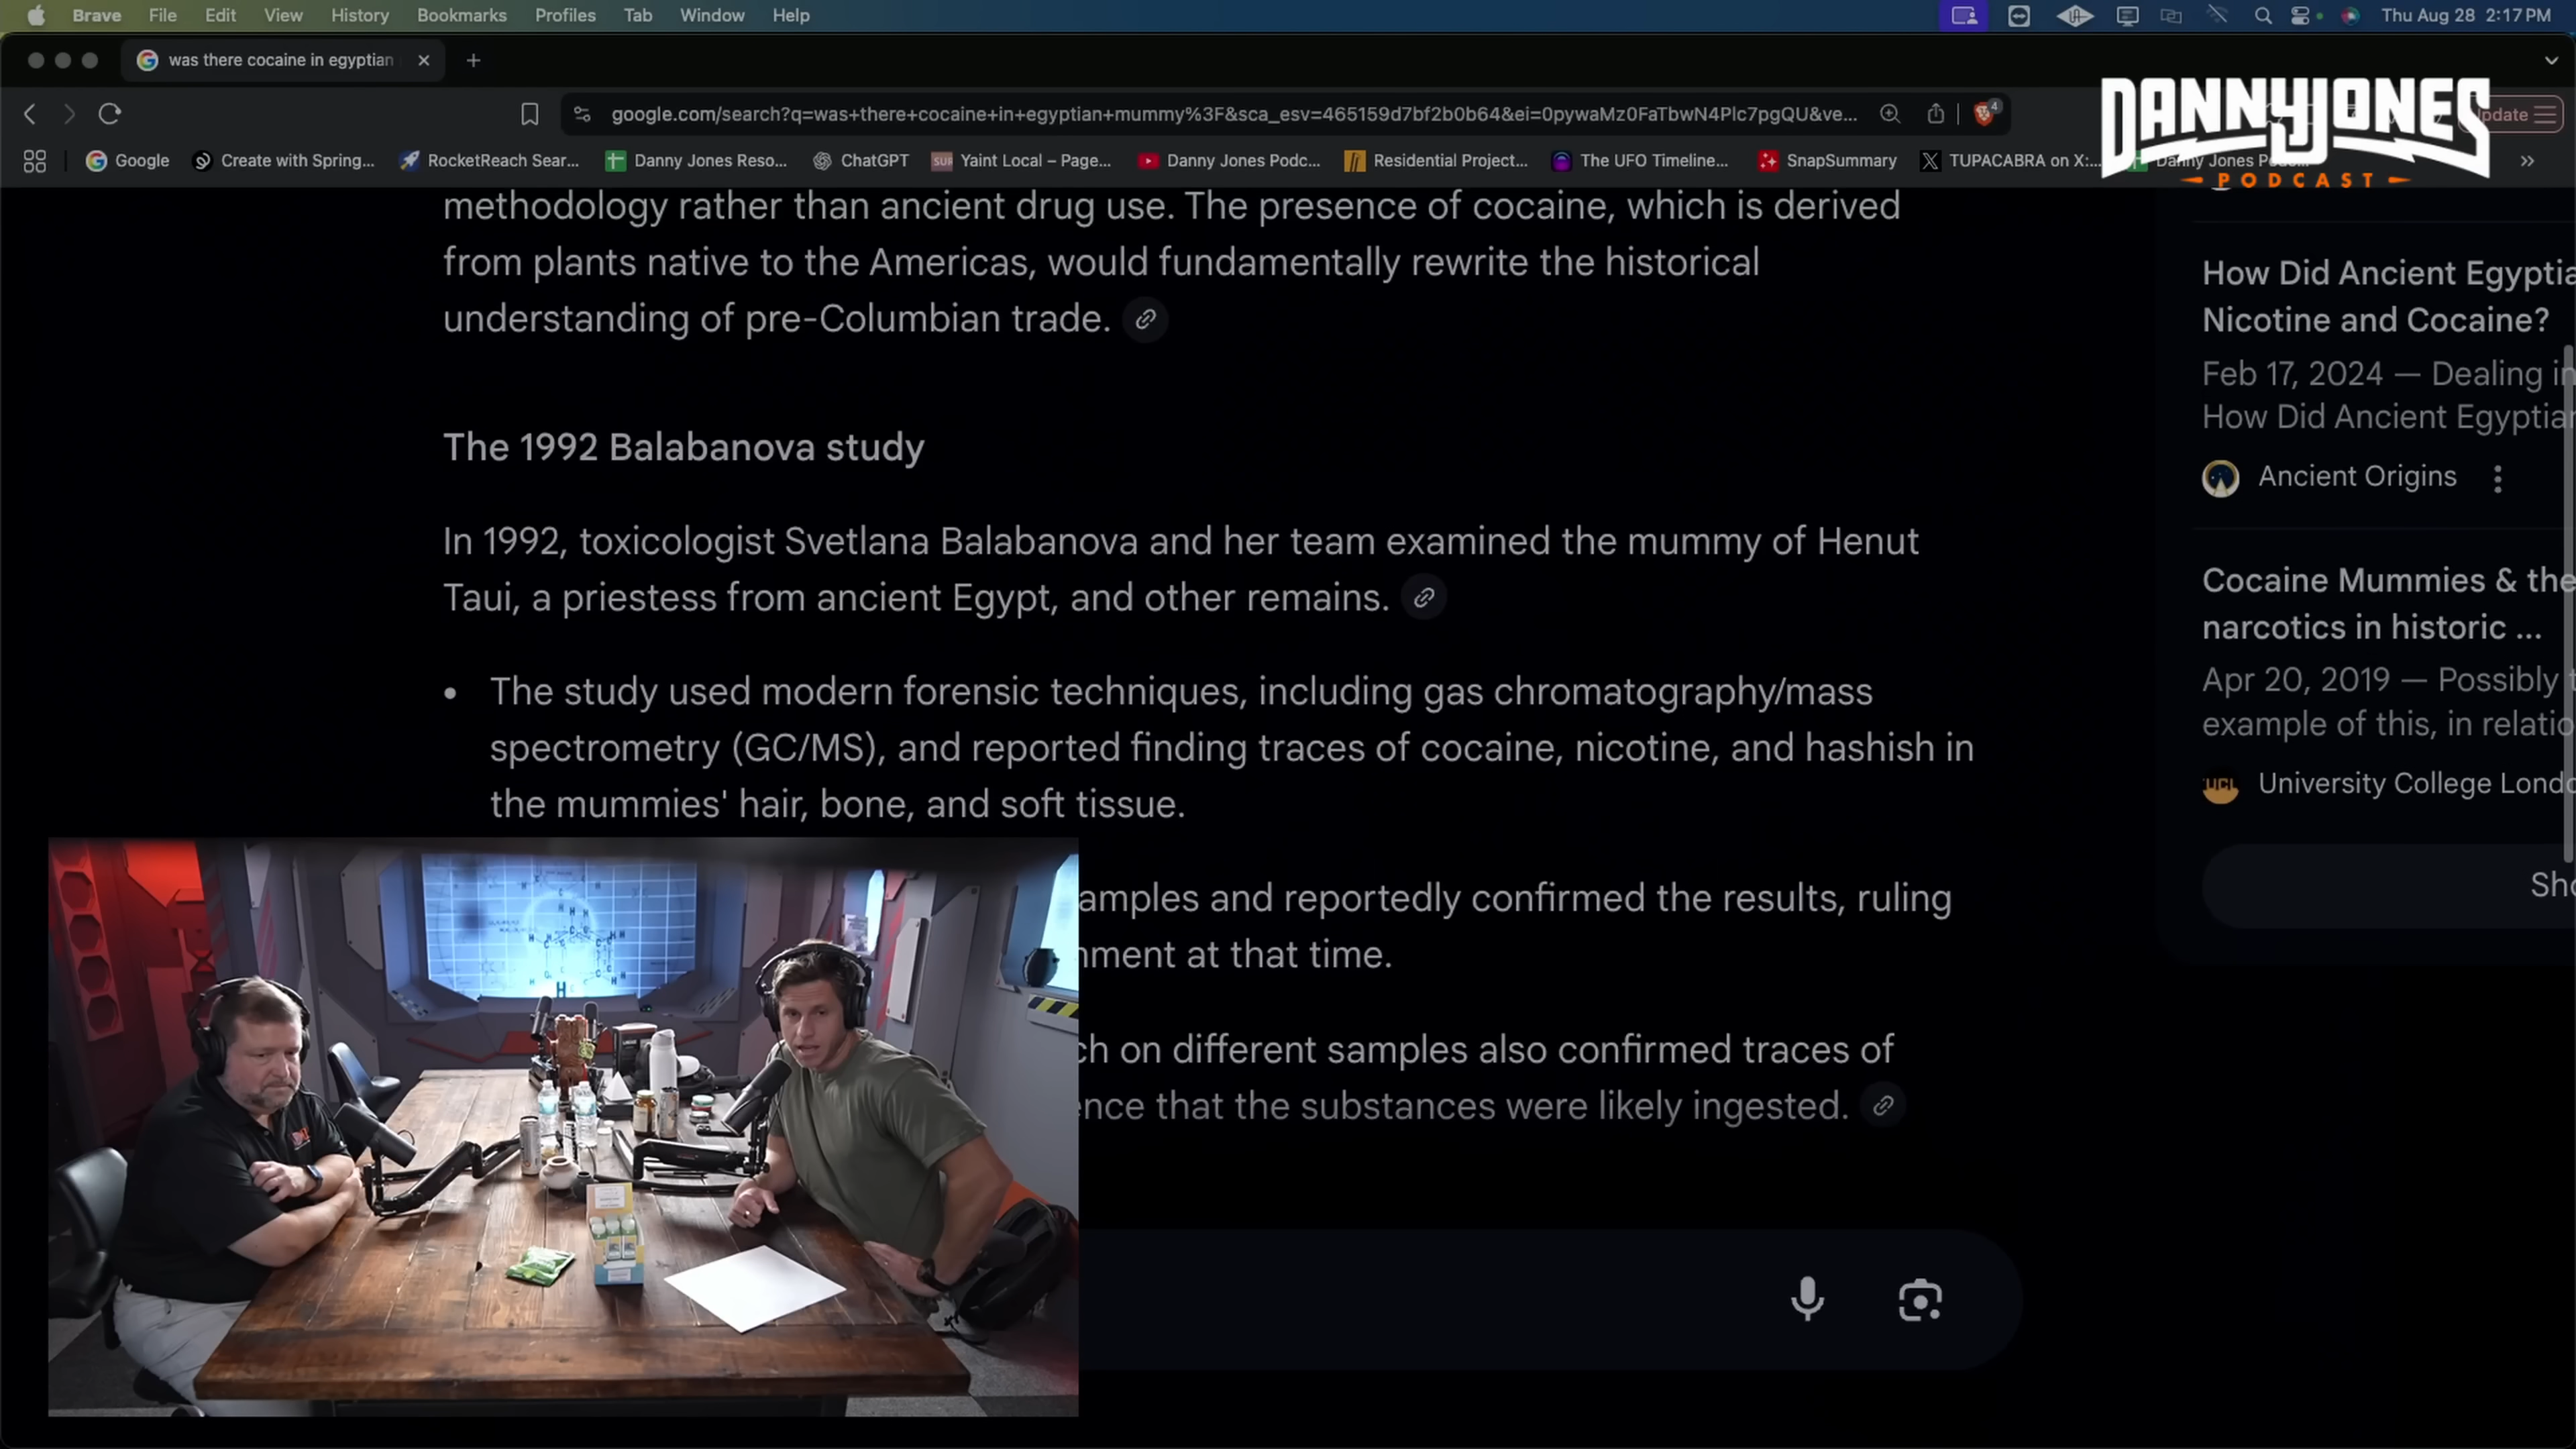 Brave File Edit View History Bookmarks Profiles Tab Window Help
Thu Aug 28 2:17 PM
was there cocaine in egyptian
google.com/search?q=was+there+cocaine+in+egyptian+mummy%3F&sca_esv=465159d7bf2b0b64&ei=0pywaMz0FaTbwN4Plc7pgQU&ve...
4
DANNY JONES
PODCAST
Google
Create with Spring...
RocketReach Sear...
Danny Jones Reso...
ChatGPT
Yaint Local – Page...
Danny Jones Podc...
Residential Project...
The UFO Timeline...
SnapSummary
TUPACABRA on X:...
methodology rather than ancient drug use. The presence of cocaine, which is derived
from plants native to the Americas, would fundamentally rewrite the historical
understanding of pre-Columbian trade.
The 1992 Balabanova study
In 1992, toxicologist Svetlana Balabanova and her team examined the mummy of Henut
Taui, a priestess from ancient Egypt, and other remains.
• The study used modern forensic techniques, including gas chromatography/mass
spectrometry (GC/MS), and reported finding traces of cocaine, nicotine, and hashish in
the mummies' hair, bone, and soft tissue.
amples and reportedly confirmed the results, ruling
nment at that time.
ch on different samples also confirmed traces of
ence that the substances were likely ingested.
How Did Ancient Egyptia
Nicotine and Cocaine?
Feb 17, 2024 — Dealing in
How Did Ancient Egyptian
Ancient Origins
Cocaine Mummies & the
narcotics in historic ...
Apr 20, 2019 — Possibly t
example of this, in relatio
UCL
University College Londo
Sho